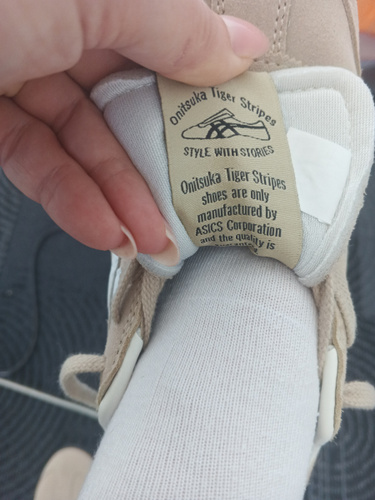 Onitsuka Tiger Stripes
STYLE WITH STORIES
Onitsuka Tiger Stripes
shoes are only
manufactured by
ASICS Corporation
and the quality is